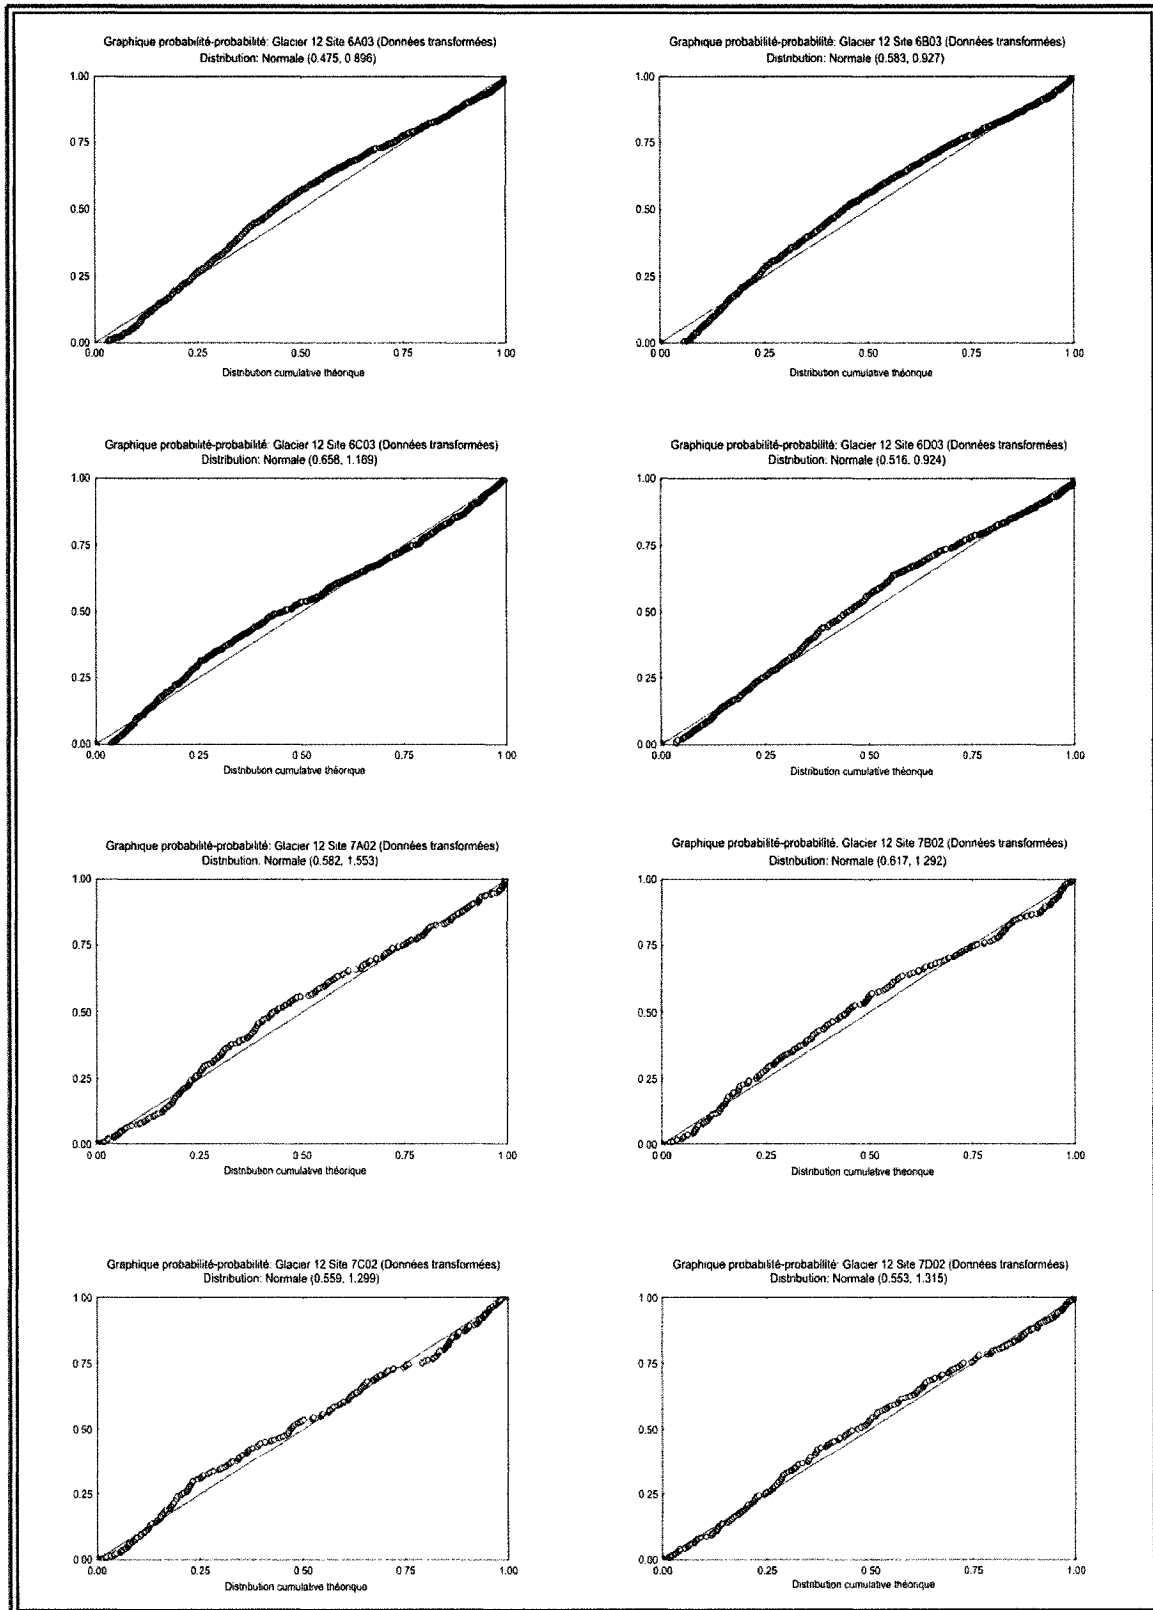 Graphique probabilité-probabilité: Glacier 12 Site 6A03 (Données transformées)
Distribution: Normale (0.475, 0 896)
1.00
0.75
0.50
0.25
0.00
0.00 0.25 0 50 0.75 1.00
Distribution cumulative théorique
Graphique probabilité-probabilité: Glacier 12 Site 6B03 (Données transformées)
Distribution: Normale (0.583, 0.927)
1.00
0.75
0.50
0.25
0.00
0.00 0.25 0.50 0.75 1.00
Distribution cumulative théorique
Graphique probabilité-probabilité: Glacier 12 Site 6C03 (Données transformées)
Distribution: Normale (0.658, 1.169)
1.00
0.75
0.50
0.25
0.00
0.00 0.25 0.50 0.75 1.00
Distribution cumulative théorique
Graphique probabilité-probabilité: Glacier 12 Site 6D03 (Données transformées)
Distribution: Normale (0.516, 0.924)
1.00
0.75
0.50
0.25
0.00
0.00 0.25 0.50 0.75 1.00
Distribution cumulative théorique
Graphique probabilité-probabilité: Glacier 12 Site 7A02 (Données transformées)
Distribution. Normale (0.582, 1.553)
1.00
0.75
0.50
0 25
0.00
0.00 0.25 0 50 0.75 1.00
Distribution cumulative théorique
Graphique probabilité-probabilité. Glacier 12 Site 7B02 (Données transformées)
Distribution: Normale (0.617, 1 292)
1.00
0.75
0.50
0.25
0.00
0.00 0.25 0.50 0.75 1.00
Distribution cumulative théorique
Graphique probabilité-probabilité: Glacier 12 Site 7C02 (Données transformées)
Distribution: Normale (0.559, 1.299)
1.00
0.75
0.50
0.25
0.00
0.00 0.25 0 50 0.75 1.00
Distribution cumulative théorique
Graphique probabilité-probabilité: Glacier 12 Site 7D02 (Données transformées)
Distribution: Normale (0.553, 1.315)
1.00
0.75
0.50
0.25
0.00
0.00 0.25 0.50 0.75 1.00
Distribution cumulative théorique